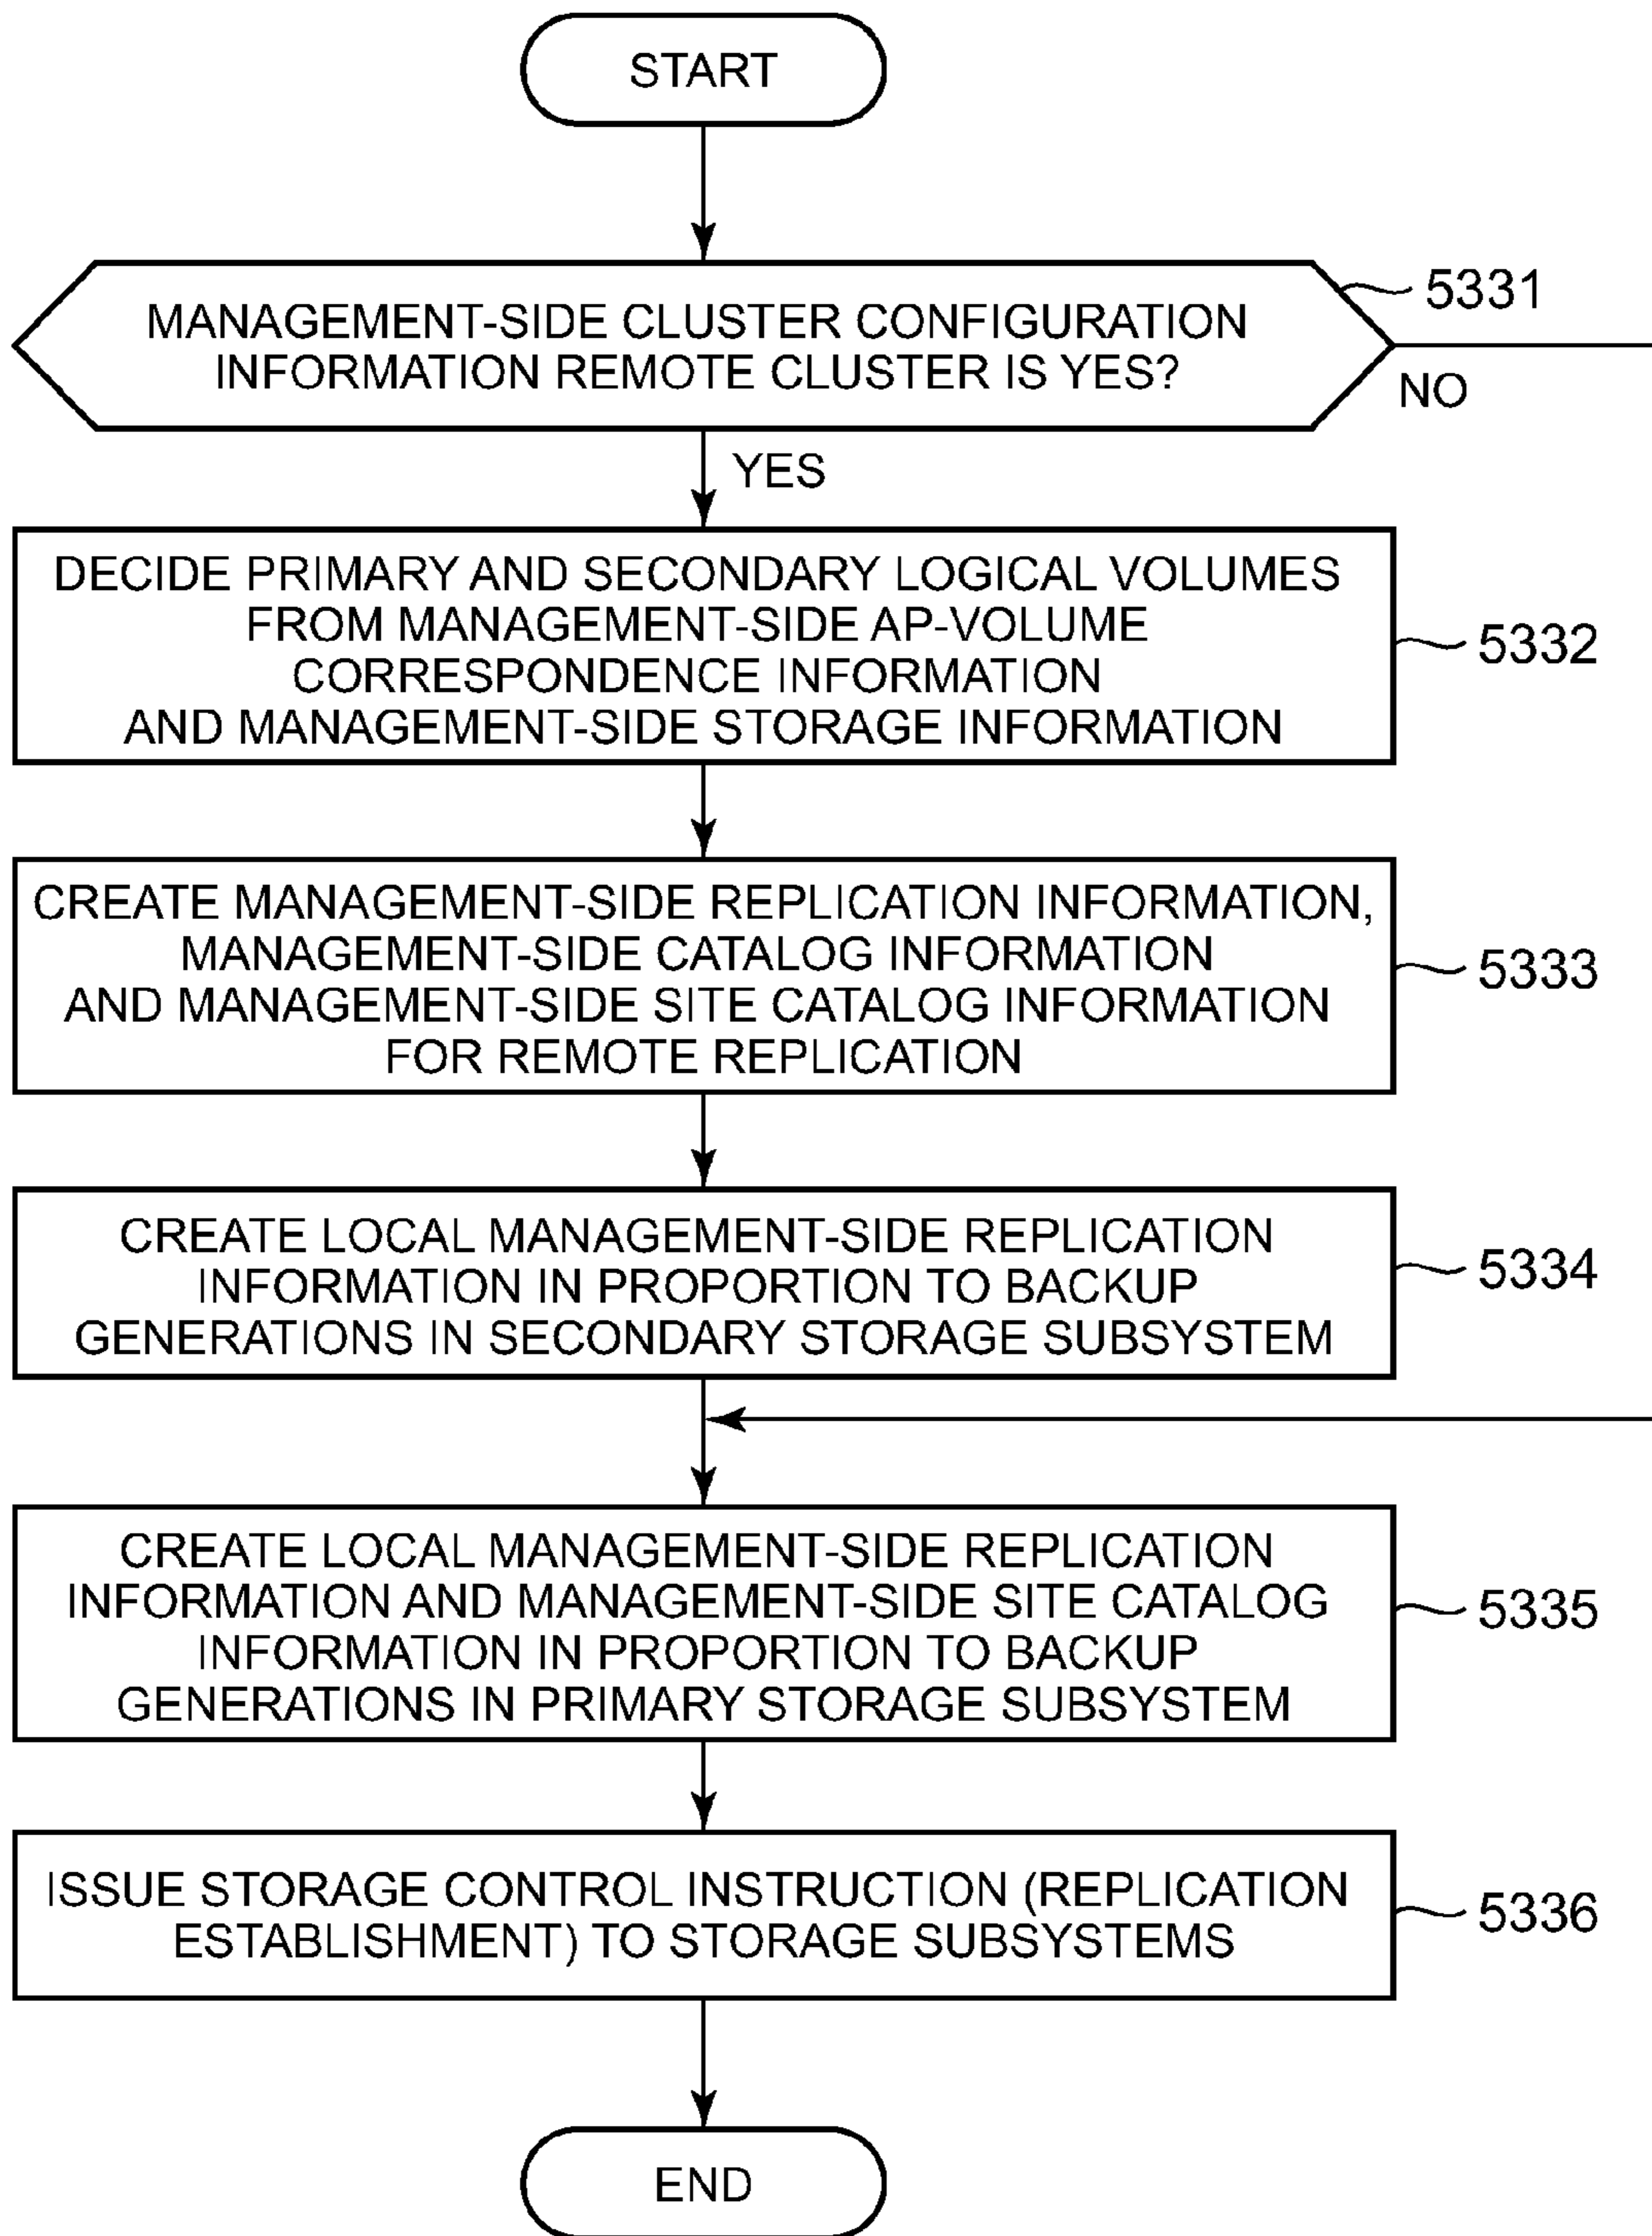 START
MANAGEMENT-SIDE CLUSTER CONFIGURATION
INFORMATION REMOTE CLUSTER IS YES?
5331
NO
YES
DECIDE PRIMARY AND SECONDARY LOGICAL VOLUMES
FROM MANAGEMENT-SIDE AP-VOLUME
CORRESPONDENCE INFORMATION
AND MANAGEMENT-SIDE STORAGE INFORMATION
5332
CREATE MANAGEMENT-SIDE REPLICATION INFORMATION,
MANAGEMENT-SIDE CATALOG INFORMATION
AND MANAGEMENT-SIDE SITE CATALOG INFORMATION
FOR REMOTE REPLICATION
5333
CREATE LOCAL MANAGEMENT-SIDE REPLICATION
INFORMATION IN PROPORTION TO BACKUP
GENERATIONS IN SECONDARY STORAGE SUBSYSTEM
5334
CREATE LOCAL MANAGEMENT-SIDE REPLICATION
INFORMATION AND MANAGEMENT-SIDE SITE CATALOG
INFORMATION IN PROPORTION TO BACKUP
GENERATIONS IN PRIMARY STORAGE SUBSYSTEM
5335
ISSUE STORAGE CONTROL INSTRUCTION (REPLICATION
ESTABLISHMENT) TO STORAGE SUBSYSTEMS
5336
END